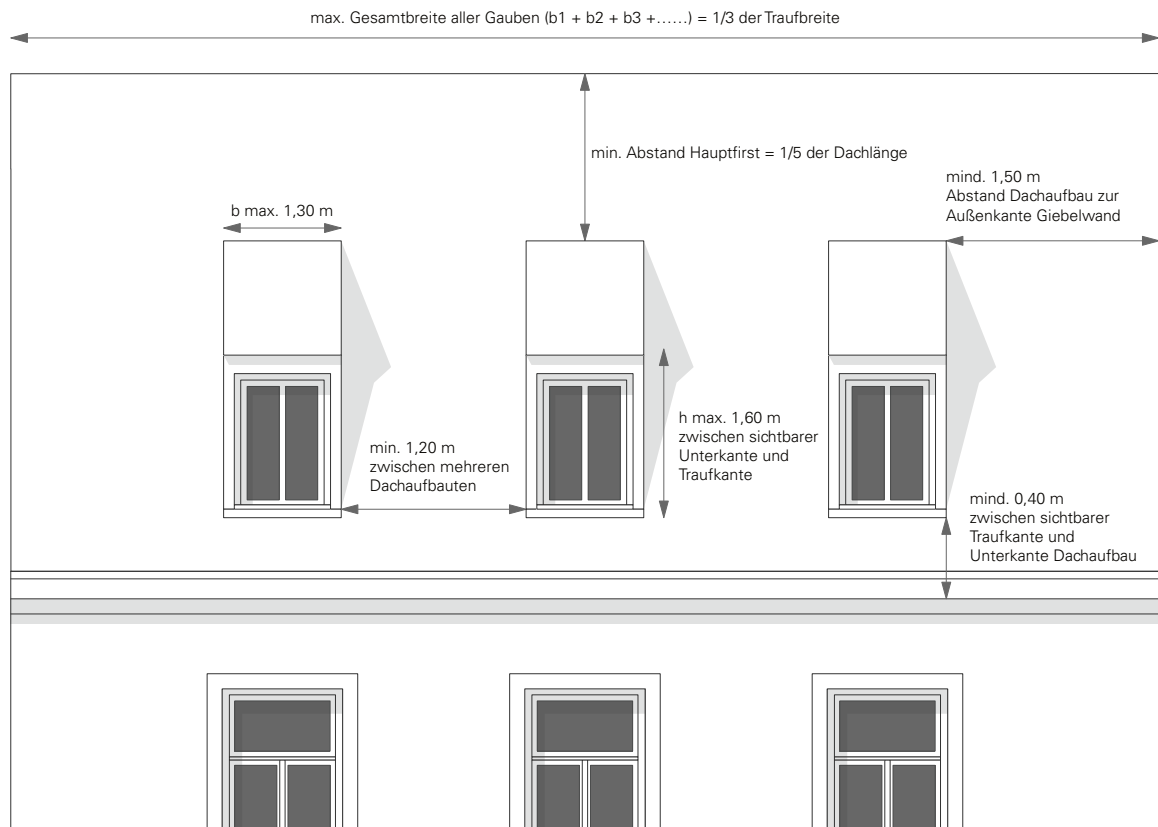 max. Gesamtbreite aller Gauben (b1 + b2 + b3 +……) = 1/3 der Traufbreite
min. Abstand Hauptfirst = 1/5 der Dachlänge
mind. 1,50 m
Abstand Dachaufbau zur
Außenkante Giebelwand
b max. 1,30 m
h max. 1,60 m
zwischen sichtbarer
Unterkante und
Traufkante
min. 1,20 m
zwischen mehreren
Dachaufbauten
mind. 0,40 m
zwischen sichtbarer
Traufkante und
Unterkante Dachaufbau